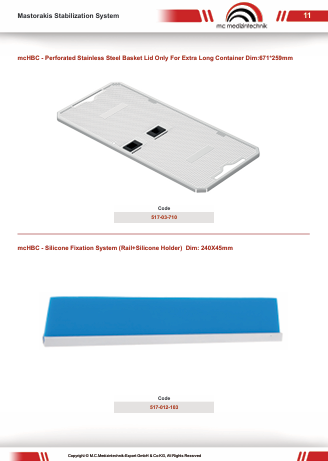 Mastorakis Stabilization System
mc medizintechnik
11
mcHBC - Perforated Stainless Steel Basket Lid Only For Extra Long Container Dim:671*259mm
Code
517-03-710
mcHBC - Silicone Fixation System (Rail+Silicone Holder) Dim: 240X45mm
Code
517-012-103
Copyright © M.C.Medizintechnik Export GmbH & Co KG, All Rights Reserved